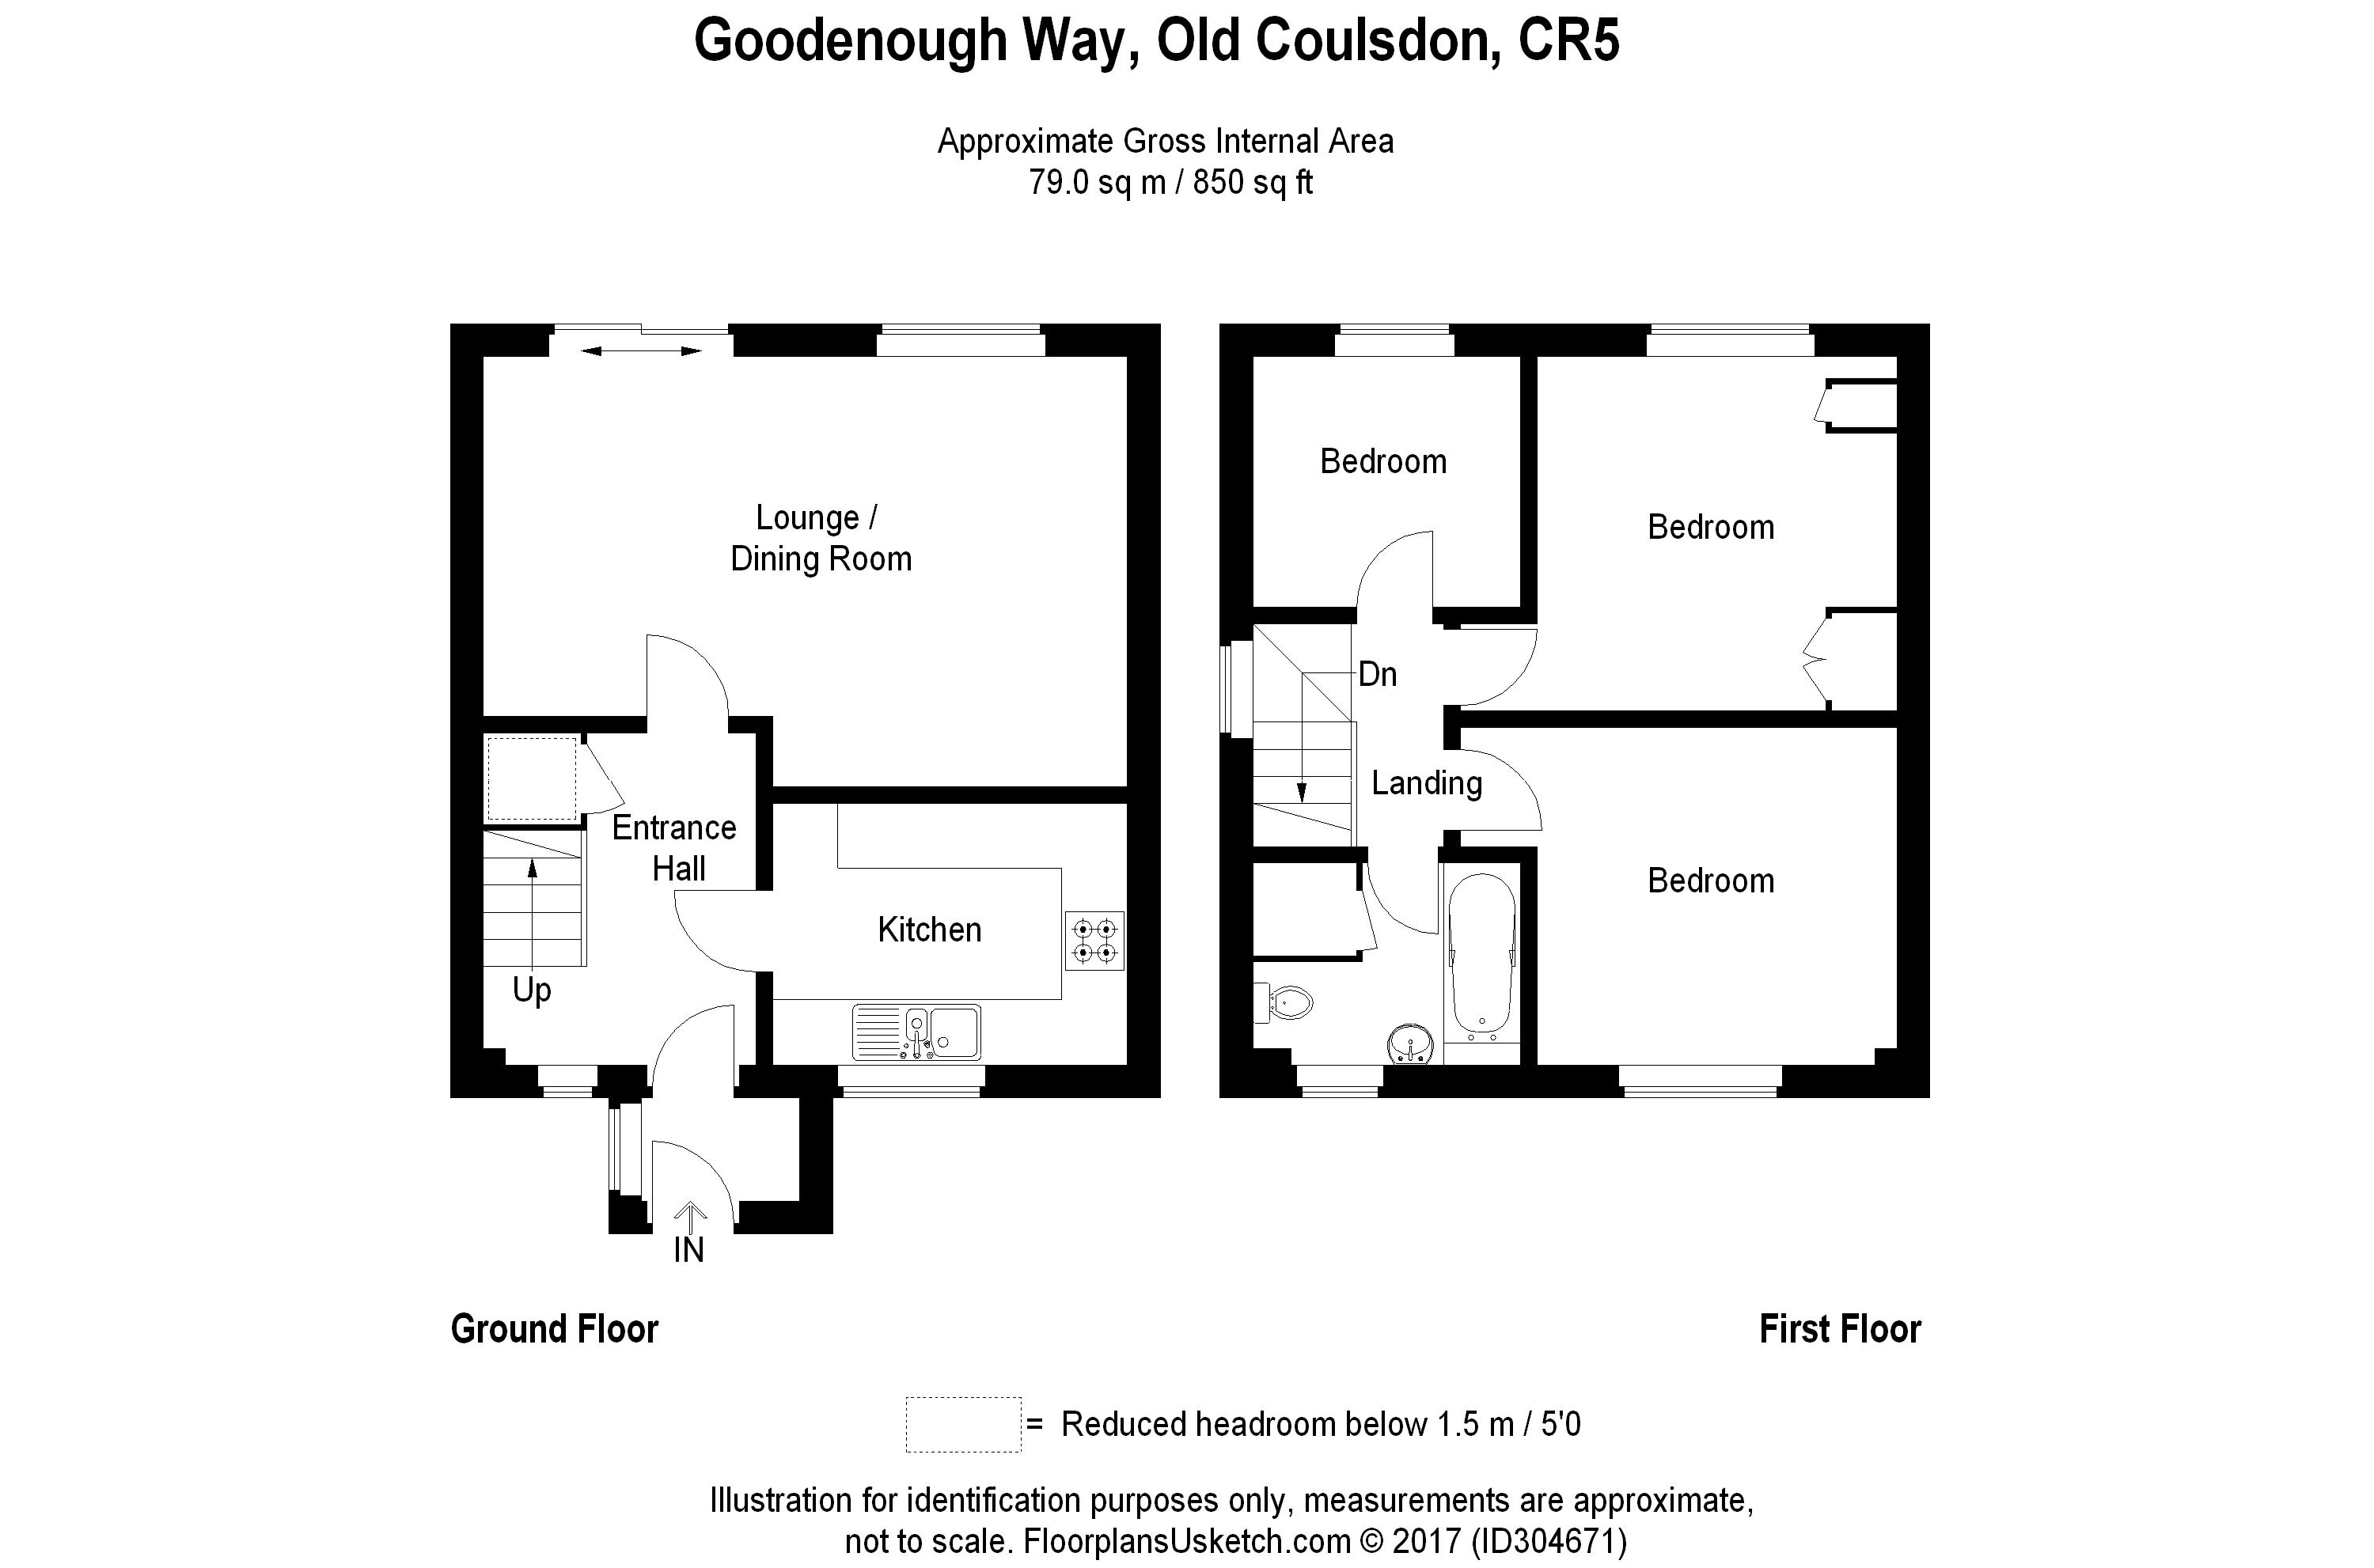 Goodenough Way, Old Coulsdon, CR5
Approximate Gross Internal Area
79.0 sq m / 850 sq ft
Lounge /
Dining Room
Entrance
Hall
Kitchen
Up
IN
Bedroom
Bedroom
Dn
Landing
Bedroom
Ground Floor
First Floor
= Reduced headroom below 1.5 m / 5'0
Illustration for identification purposes only, measurements are approximate,
not to scale. FloorplansUsketch.com © 2017 (ID304671)